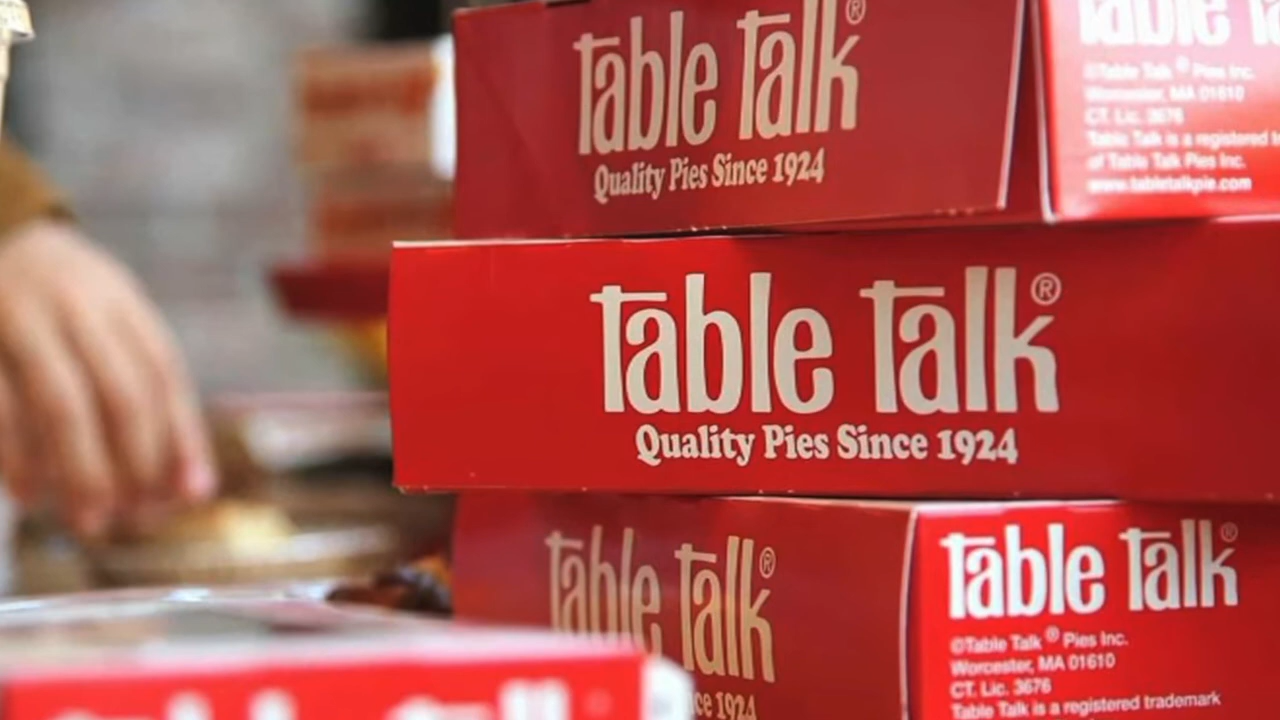 Table Talk®
Quality Pies Since 1924
Table
©Table Talk® Pies Inc.
Worcester, MA 01610
CT. Lic. 3676
Table Talk is a registered
of Table Talk Pies Inc.
www.tabletalkpie.com
Table Talk®
Quality Pies Since 1924
Table Talk®
1924
Table Talk®
©Table Talk® Pies Inc.
Worcester, MA 01610
CT. Lic. 3676
Table Talk is a registered trademark